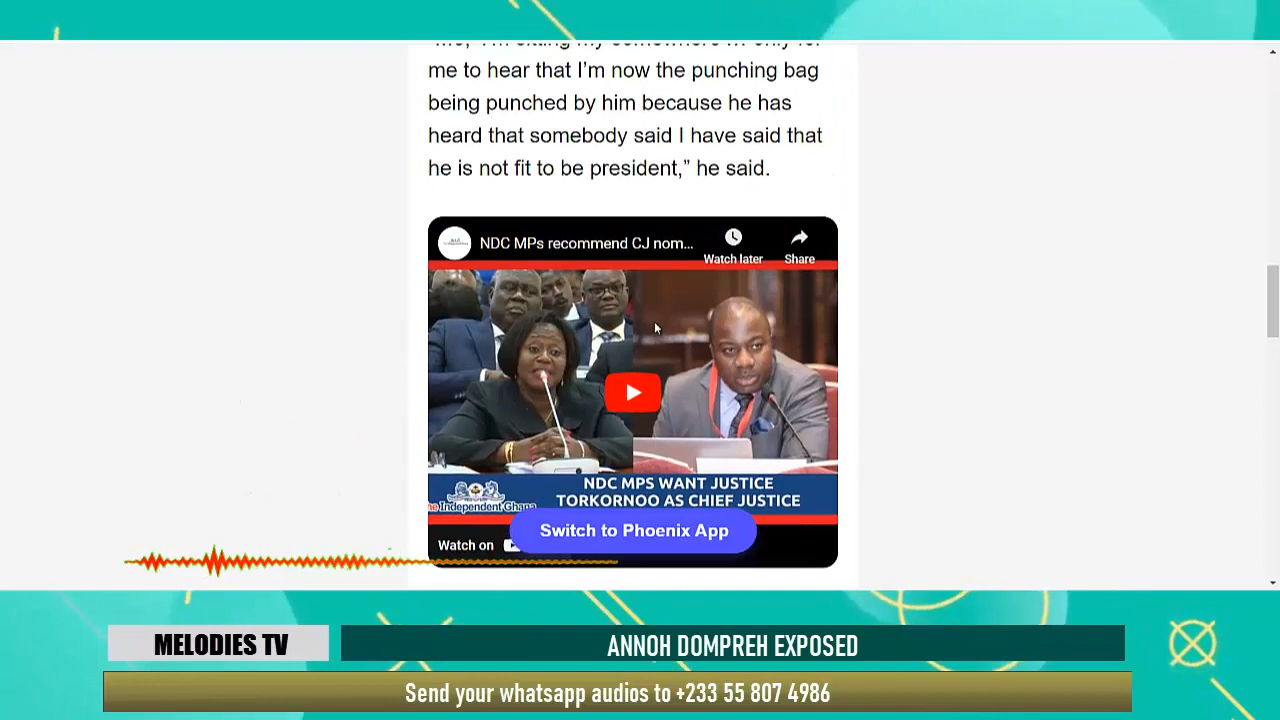 me to hear that I'm now the punching bag
being punched by him because he has
heard that somebody said I have said that
he is not fit to be president,” he said.
NDC MPs recommend CJ nom...
Watch later
Share
NDC MPS WANT JUSTICE
TORKORNOO AS CHIEF JUSTICE
Independent Ghana
Switch to Phoenix App
Watch on
MELODIES TV
ANNOH DOMPREH EXPOSED
Send your whatsapp audios to +233 55 807 4986